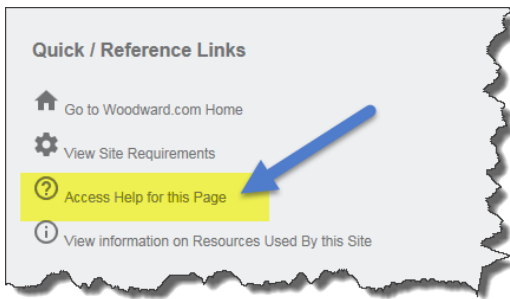 Quick / Reference Links
Go to Woodward.com Home
View Site Requirements
Access Help for this Page
View information on Resources Used By this Site